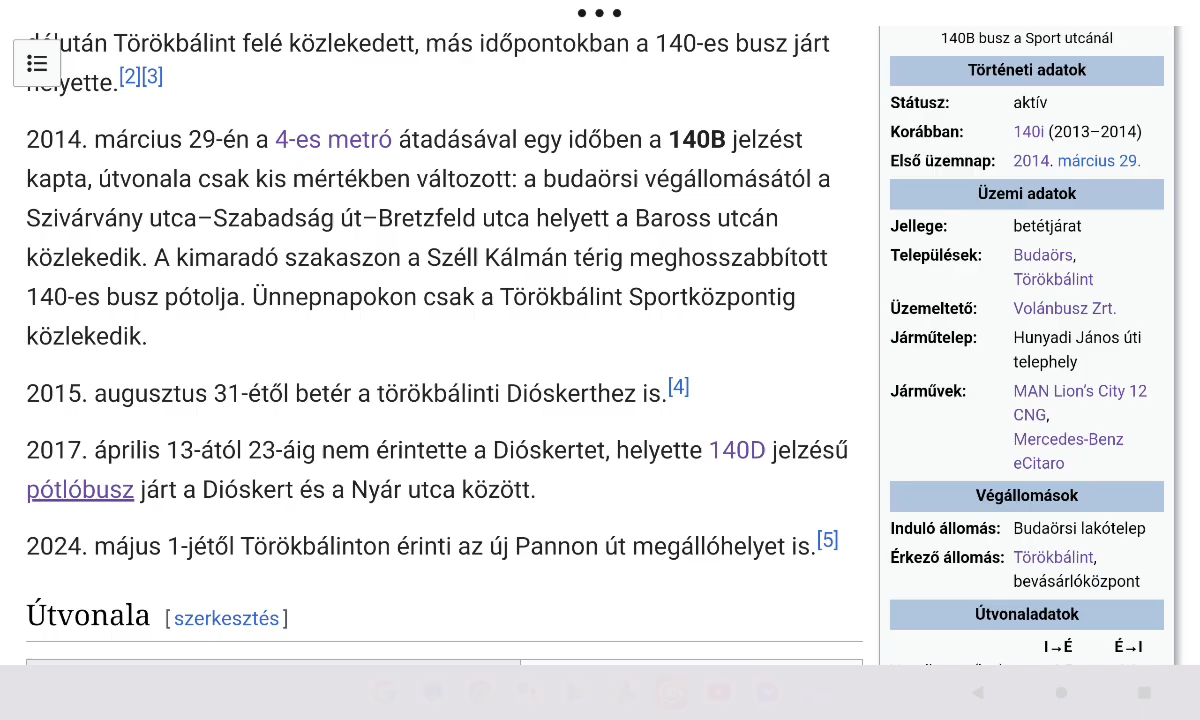 délután Törökbálint felé közlekedett, más időpontokban a 140-es busz járt
helyette.[2][3]
2014. március 29-én a 4-es metró átadásával egy időben a 140B jelzést
kapta, útvonala csak kis mértékben változott: a budaörsi végállomásától a
Szivárvány utca–Szabadság út–Bretzfeld utca helyett a Baross utcán
közlekedik. A kimaradó szakaszon a Széll Kálmán térig meghosszabbított
140-es busz pótolja. Ünnepnapokon csak a Törökbálint Sportközpontig
közlekedik.
2015. augusztus 31-étől betér a törökbálinti Dióskerthez is.[4]
2017. április 13-ától 23-áig nem érintette a Dióskertet, helyette 140D jelzésű
pótlóbusz járt a Dióskert és a Nyár utca között.
2024. május 1-jétől Törökbálinton érinti az új Pannon út megállóhelyet is.[5]
Útvonala [szerkesztés]
140B busz a Sport utcánál
Történeti adatok
Státusz: aktív
Korábban: 140i (2013–2014)
Első üzemnap: 2014. március 29.
Üzemi adatok
Jellege: betétjárat
Települések: Budaörs,
Törökbálint
Üzemeltető: Volánbusz Zrt.
Járműtelep: Hunyadi János úti
telephely
Járművek: MAN Lion's City 12
CNG,
Mercedes-Benz
eCitaro
Végállomások
Induló állomás: Budaörsi lakótelep
Érkező állomás: Törökbálint,
bevásárlóközpont
Útvonaladatok
I→É É→I